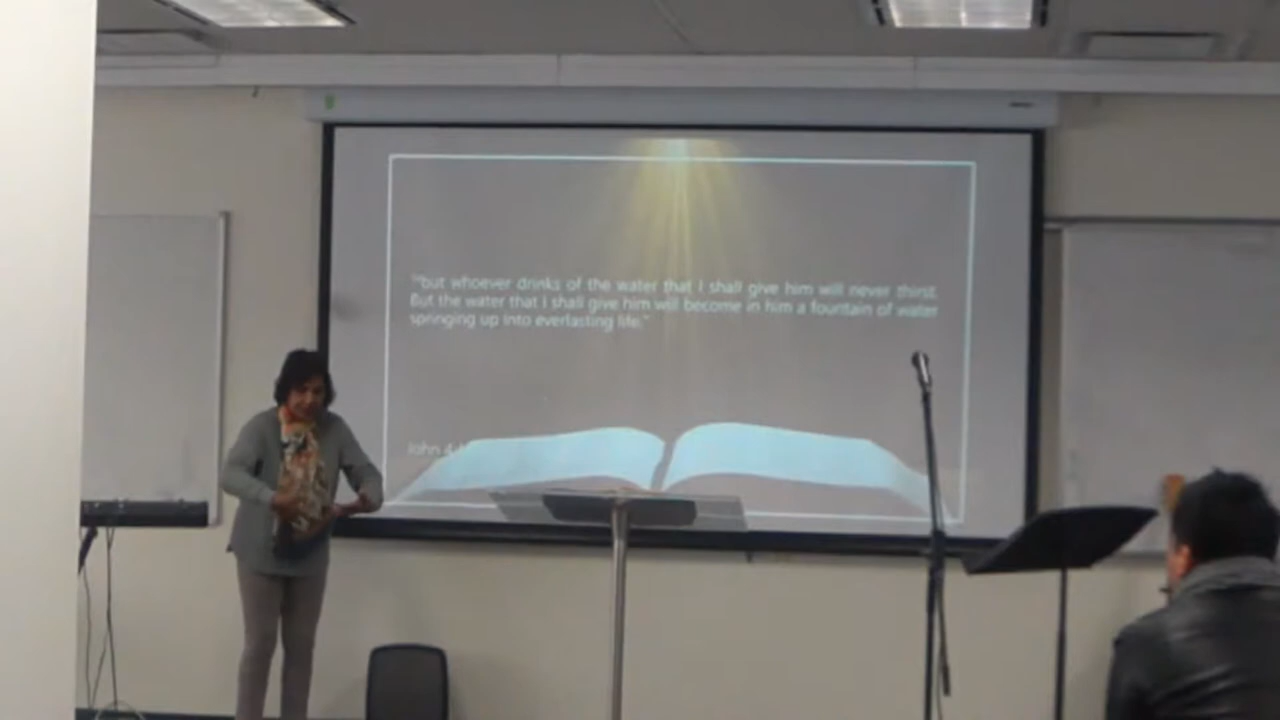 "but whoever drinks of the water that I shall give him will never thirst.
But the water that I shall give him will become in him a fountain of water
springing up into everlasting life."
John